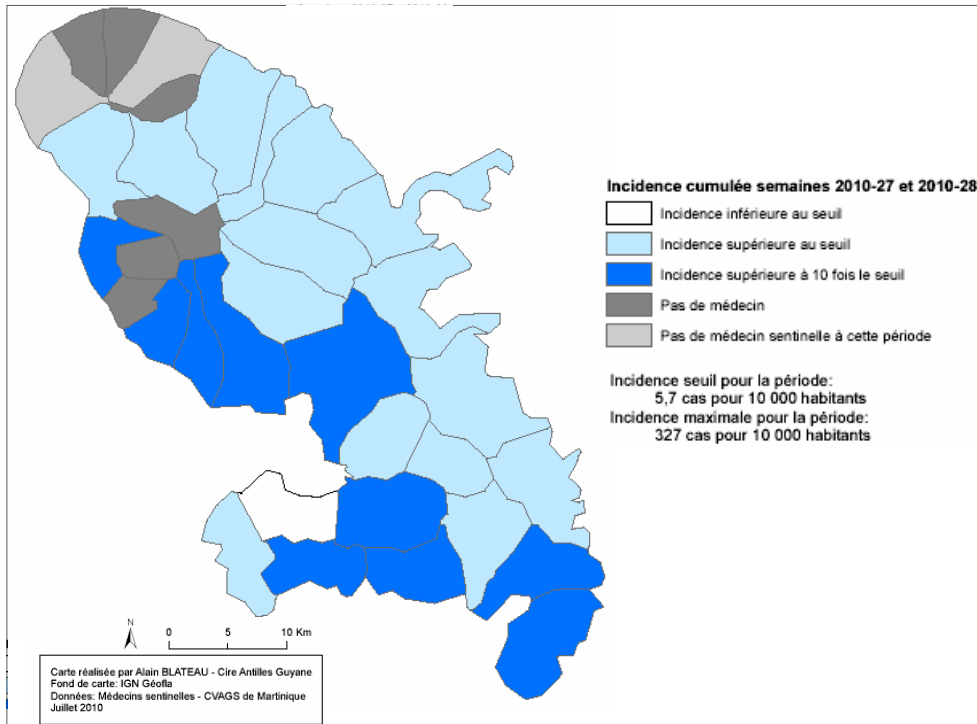 Incidence cumulée semaines 2010-27 et 2010-28
Incidence inférieure au seuil
Incidence supérieure au seuil
Incidence supérieure à 10 fois le seuil
Pas de médecin
Pas de médecin sentinelle à cette période
Incidence seuil pour la période:
5,7 cas pour 10 000 habitants
Incidence maximale pour la période:
327 cas pour 10 000 habitants
N
0 5 10 Km
Carte réalisée par Alain BLATEAU - Cire Antilles Guyane
Fond de carte: IGN Géofla
Données: Médecins sentinelles - CVAGS de Martinique
Juillet 2010